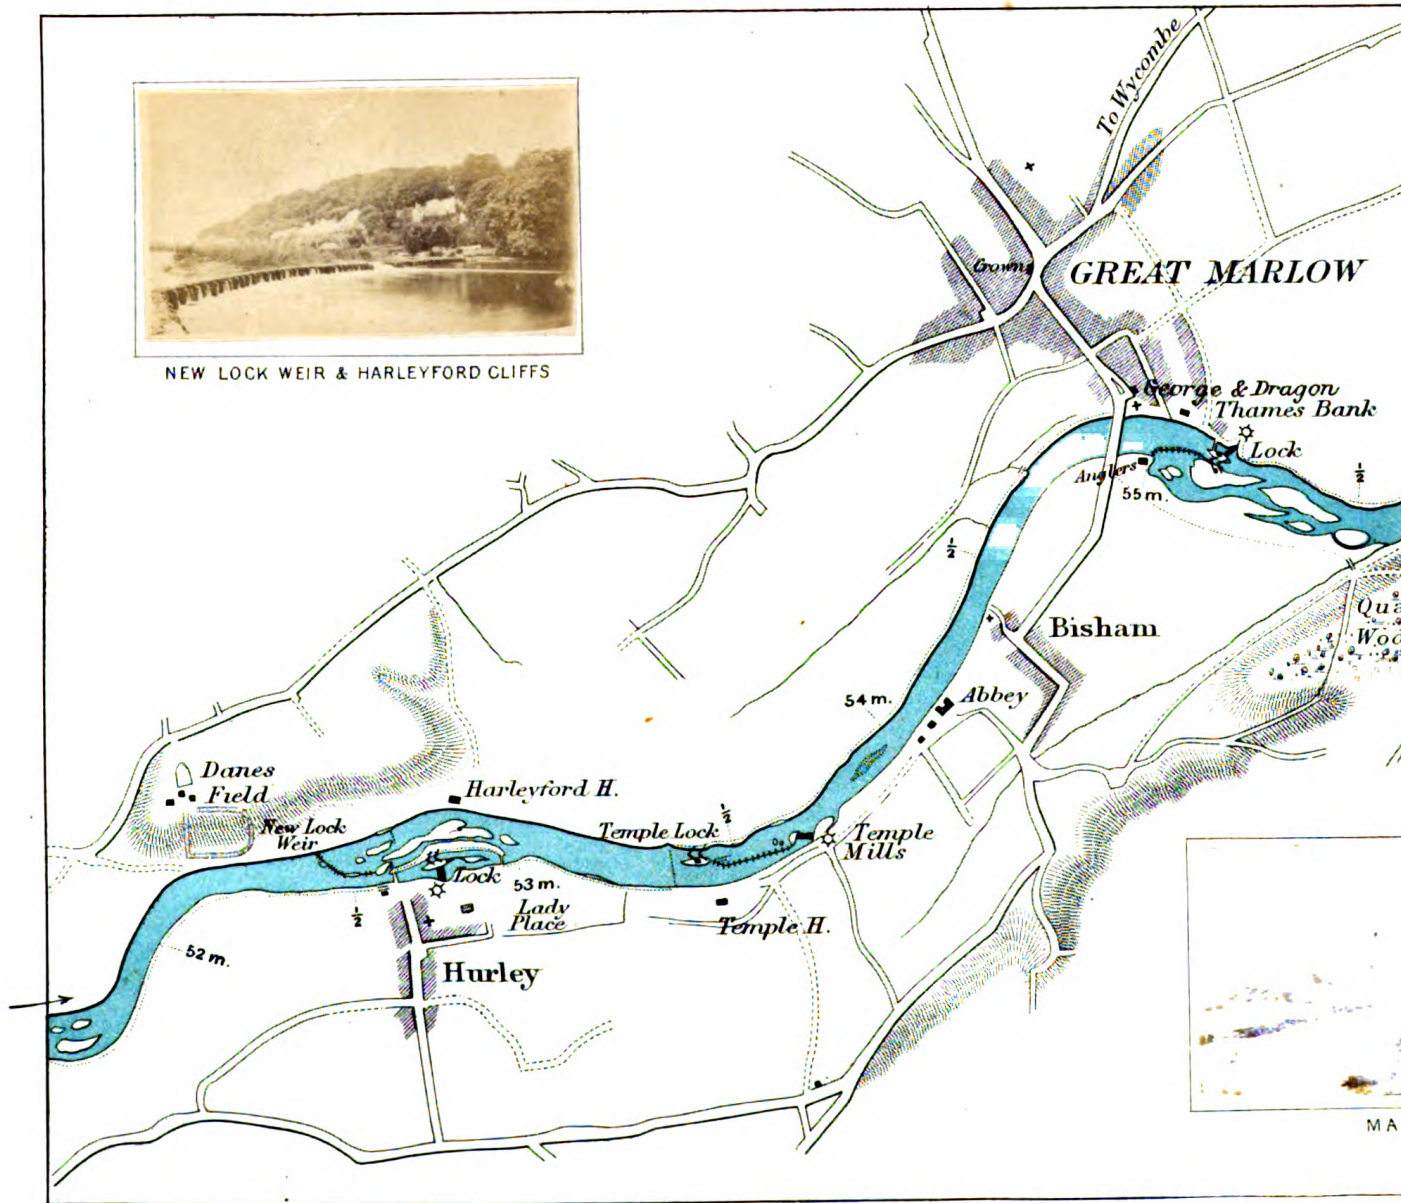 NEW LOCK WEIR & HARLEYFORD CLIFFS
To Wycombe
Crown
GREAT MARLOW
George & Dragon
Thames Bank
Lock
Anglers
55 m.
1/2
1/2
Bisham
Abbey
54 m.
Danes
Field
Harleyford H.
New Lock
Weir
Temple Lock
1/2
Temple
Mills
Lock
53 m.
Lady
Place
1/2
Temple H.
52 m.
Hurley